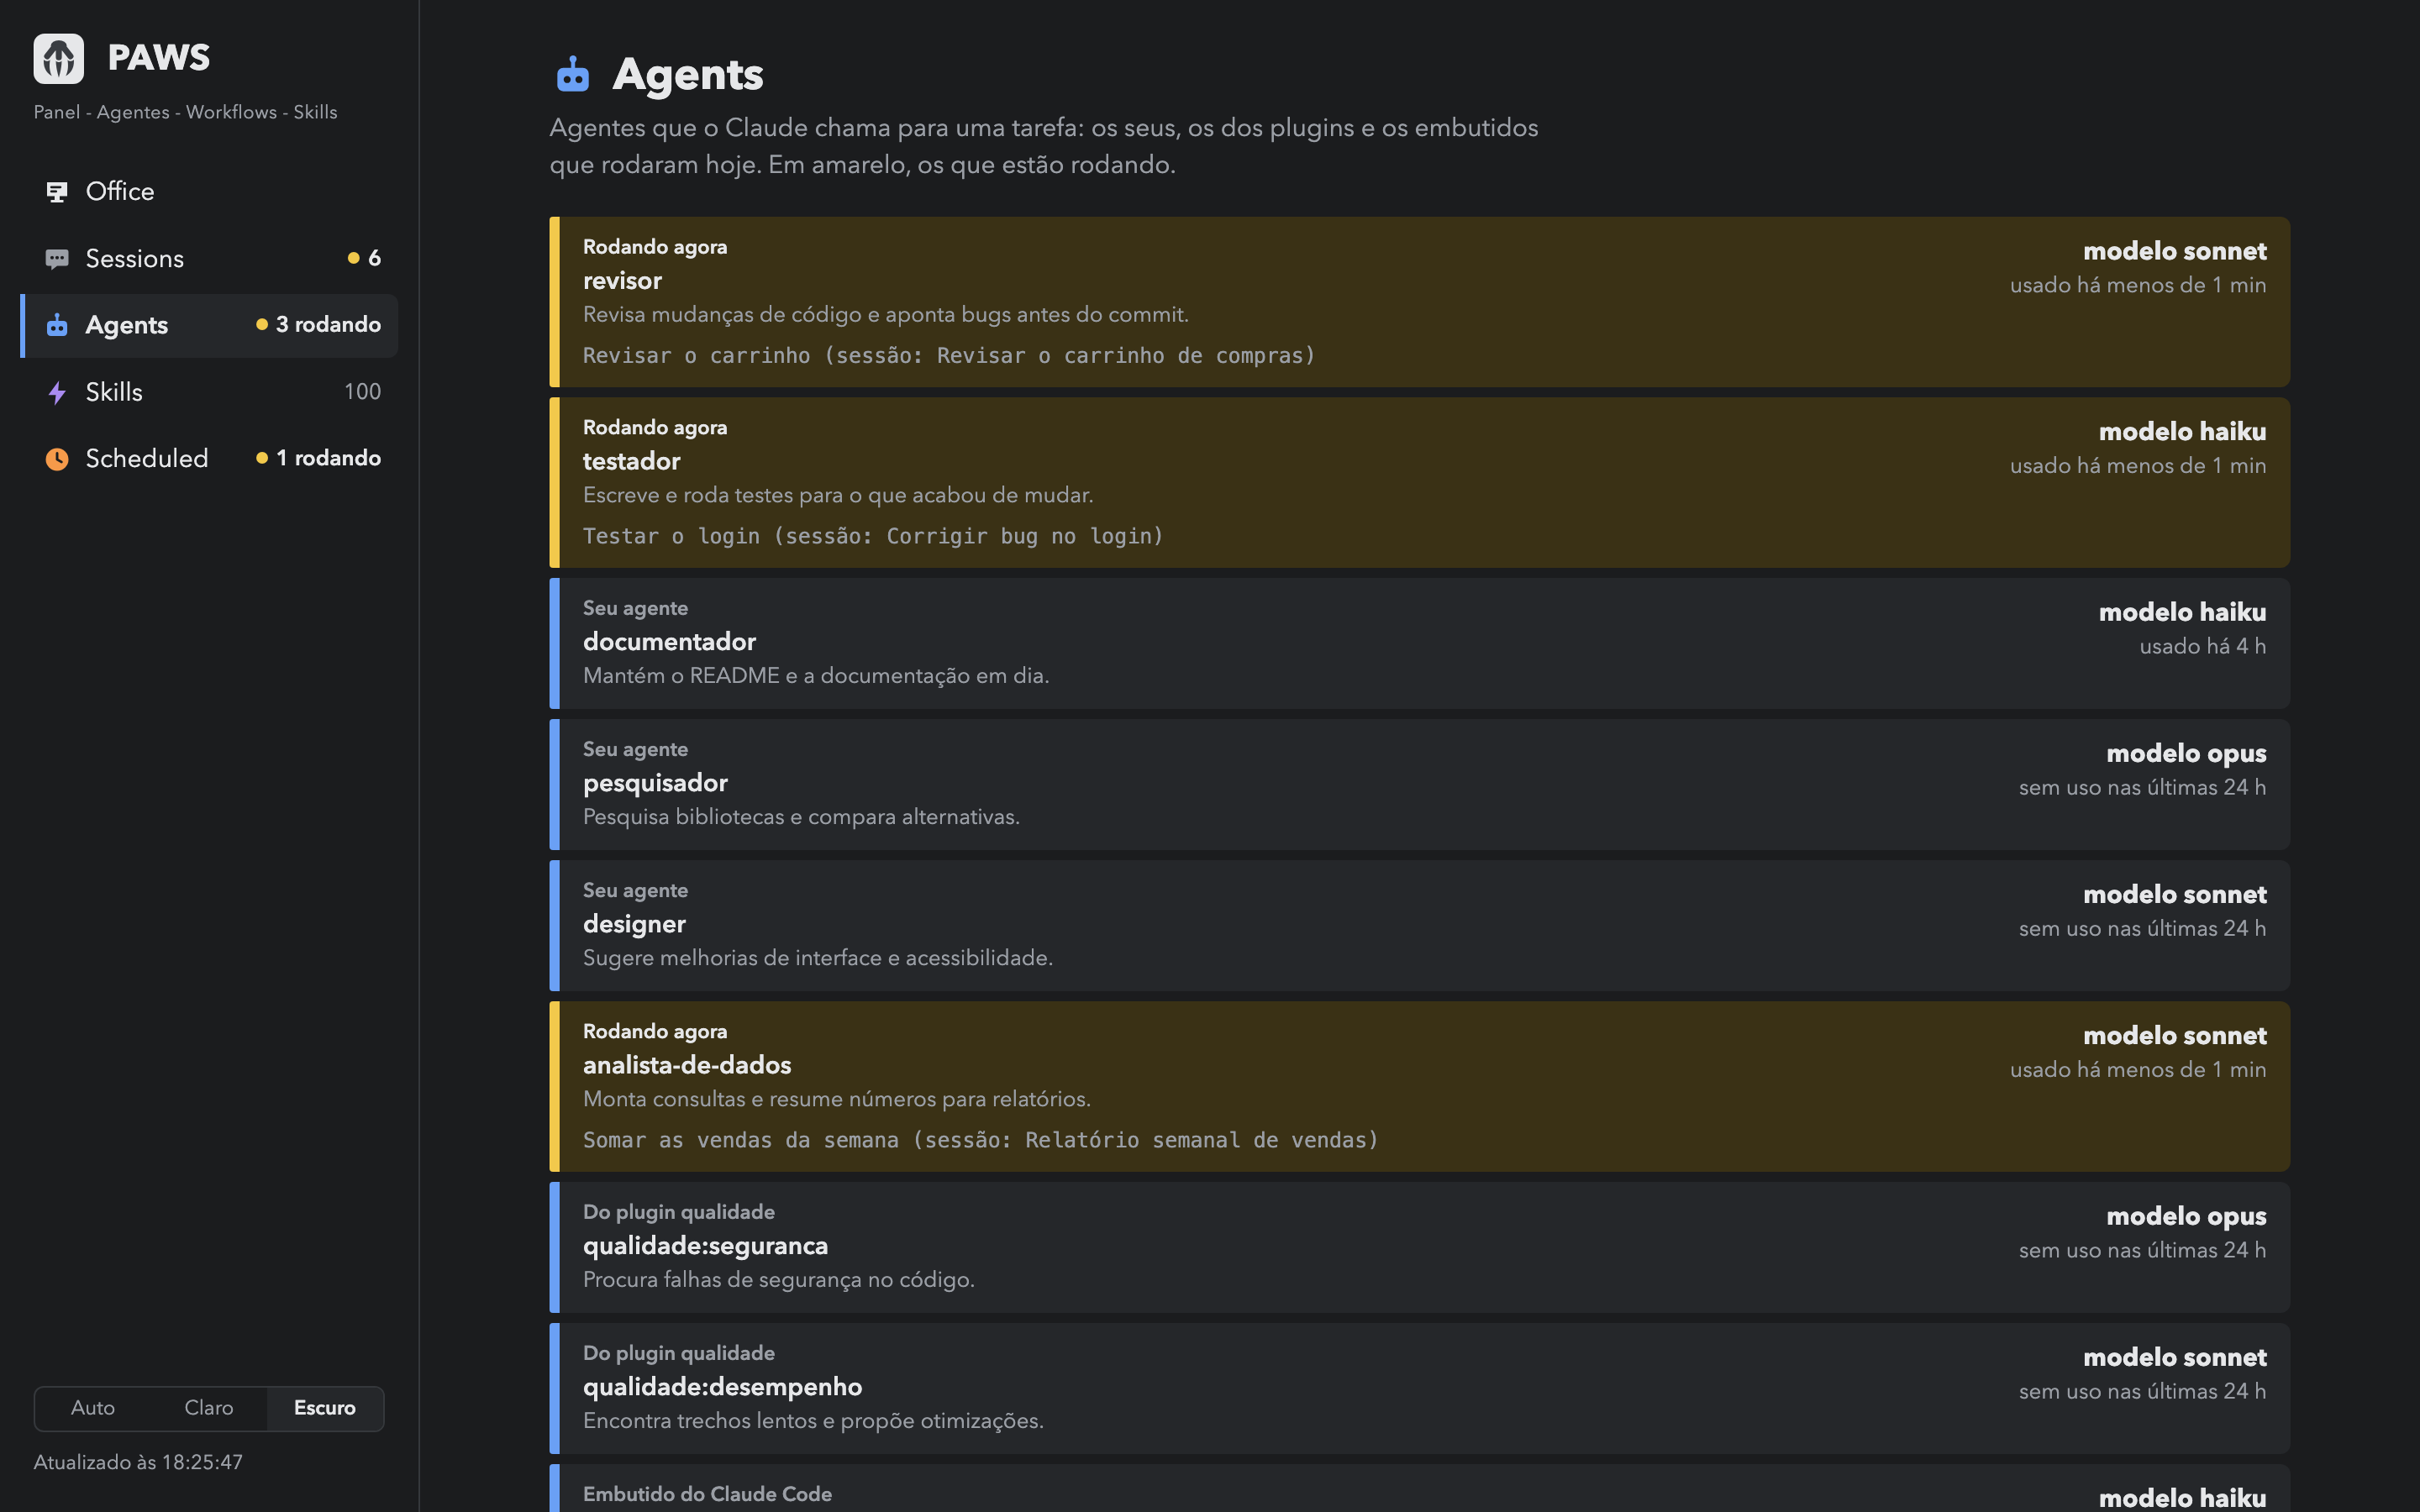 PAWS
Panel - Agentes - Workflows - Skills
Office
Sessions 6
Agents 3 rodando
Skills 100
Scheduled 1 rodando
Auto Claro Escuro
Atualizado às 18:25:47
Agents
Agentes que o Claude chama para uma tarefa: os seus, os dos plugins e os embutidos
que rodaram hoje. Em amarelo, os que estão rodando.
Rodando agora
revisor
Revisa mudanças de código e aponta bugs antes do commit.
Revisar o carrinho (sessão: Revisar o carrinho de compras)
modelo sonnet
usado há menos de 1 min
Rodando agora
testador
Escreve e roda testes para o que acabou de mudar.
Testar o login (sessão: Corrigir bug no login)
modelo haiku
usado há menos de 1 min
Seu agente
documentador
Mantém o README e a documentação em dia.
modelo haiku
usado há 4 h
Seu agente
pesquisador
Pesquisa bibliotecas e compara alternativas.
modelo opus
sem uso nas últimas 24 h
Seu agente
designer
Sugere melhorias de interface e acessibilidade.
modelo sonnet
sem uso nas últimas 24 h
Rodando agora
analista-de-dados
Monta consultas e resume números para relatórios.
Somar as vendas da semana (sessão: Relatório semanal de vendas)
modelo sonnet
usado há menos de 1 min
Do plugin qualidade
qualidade:seguranca
Procura falhas de segurança no código.
modelo opus
sem uso nas últimas 24 h
Do plugin qualidade
qualidade:desempenho
Encontra trechos lentos e propõe otimizações.
modelo sonnet
sem uso nas últimas 24 h
Embutido do Claude Code
modelo haiku